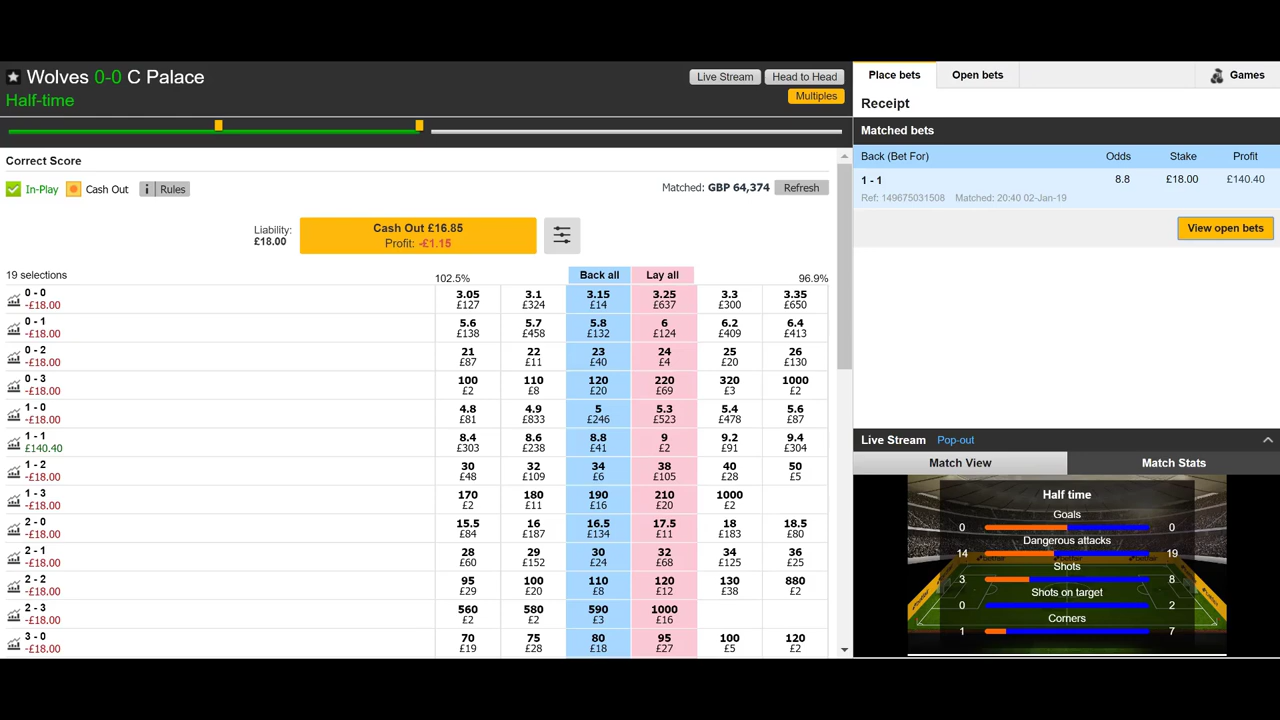 Wolves 0-0 C Palace
Half-time
Live Stream Head to Head
Multiples
Correct Score
In-Play Cash Out i Rules
Matched: GBP 64,374 Refresh
Liability:
£18.00
Cash Out £16.85
Profit: -£1.15
19 selections 102.5% Back all Lay all 96.9%
0 - 0 3.05 3.1 3.15 3.25 3.3 3.35
-£18.00 £127 £324 £14 £637 £300 £650
0 - 1 5.6 5.7 5.8 6 6.2 6.4
-£18.00 £138 £458 £132 £124 £409 £413
0 - 2 21 22 23 24 25 26
-£18.00 £87 £11 £40 £4 £20 £130
0 - 3 100 110 120 220 320 1000
-£18.00 £2 £8 £20 £69 £3 £2
1 - 0 4.8 4.9 5 5.3 5.4 5.6
-£18.00 £81 £833 £246 £523 £478 £87
1 - 1 8.4 8.6 8.8 9 9.2 9.4
£140.40 £303 £238 £41 £2 £91 £304
1 - 2 30 32 34 38 40 50
-£18.00 £48 £109 £6 £105 £28 £5
1 - 3 170 180 190 210 1000
-£18.00 £2 £11 £16 £20 £2
2 - 0 15.5 16 16.5 17.5 18 18.5
-£18.00 £84 £187 £134 £11 £183 £80
2 - 1 28 29 30 32 34 36
-£18.00 £60 £152 £24 £68 £125 £25
2 - 2 95 100 110 120 130 880
-£18.00 £29 £20 £8 £12 £38 £2
2 - 3 560 580 590 1000
-£18.00 £2 £2 £3 £16
3 - 0 70 75 80 95 100 120
-£18.00 £19 £28 £18 £27 £5 £2
Place bets Open bets Games
Receipt
Matched bets
Back (Bet For) Odds Stake Profit
1 - 1 8.8 £18.00 £140.40
Ref: 149675031508 Matched: 20:40 02-Jan-19
View open bets
Live Stream Pop-out
Match View Match Stats
Half time
Goals
0 0
Dangerous attacks
14 19
Shots
3 8
Shots on target
0 2
Corners
1 7